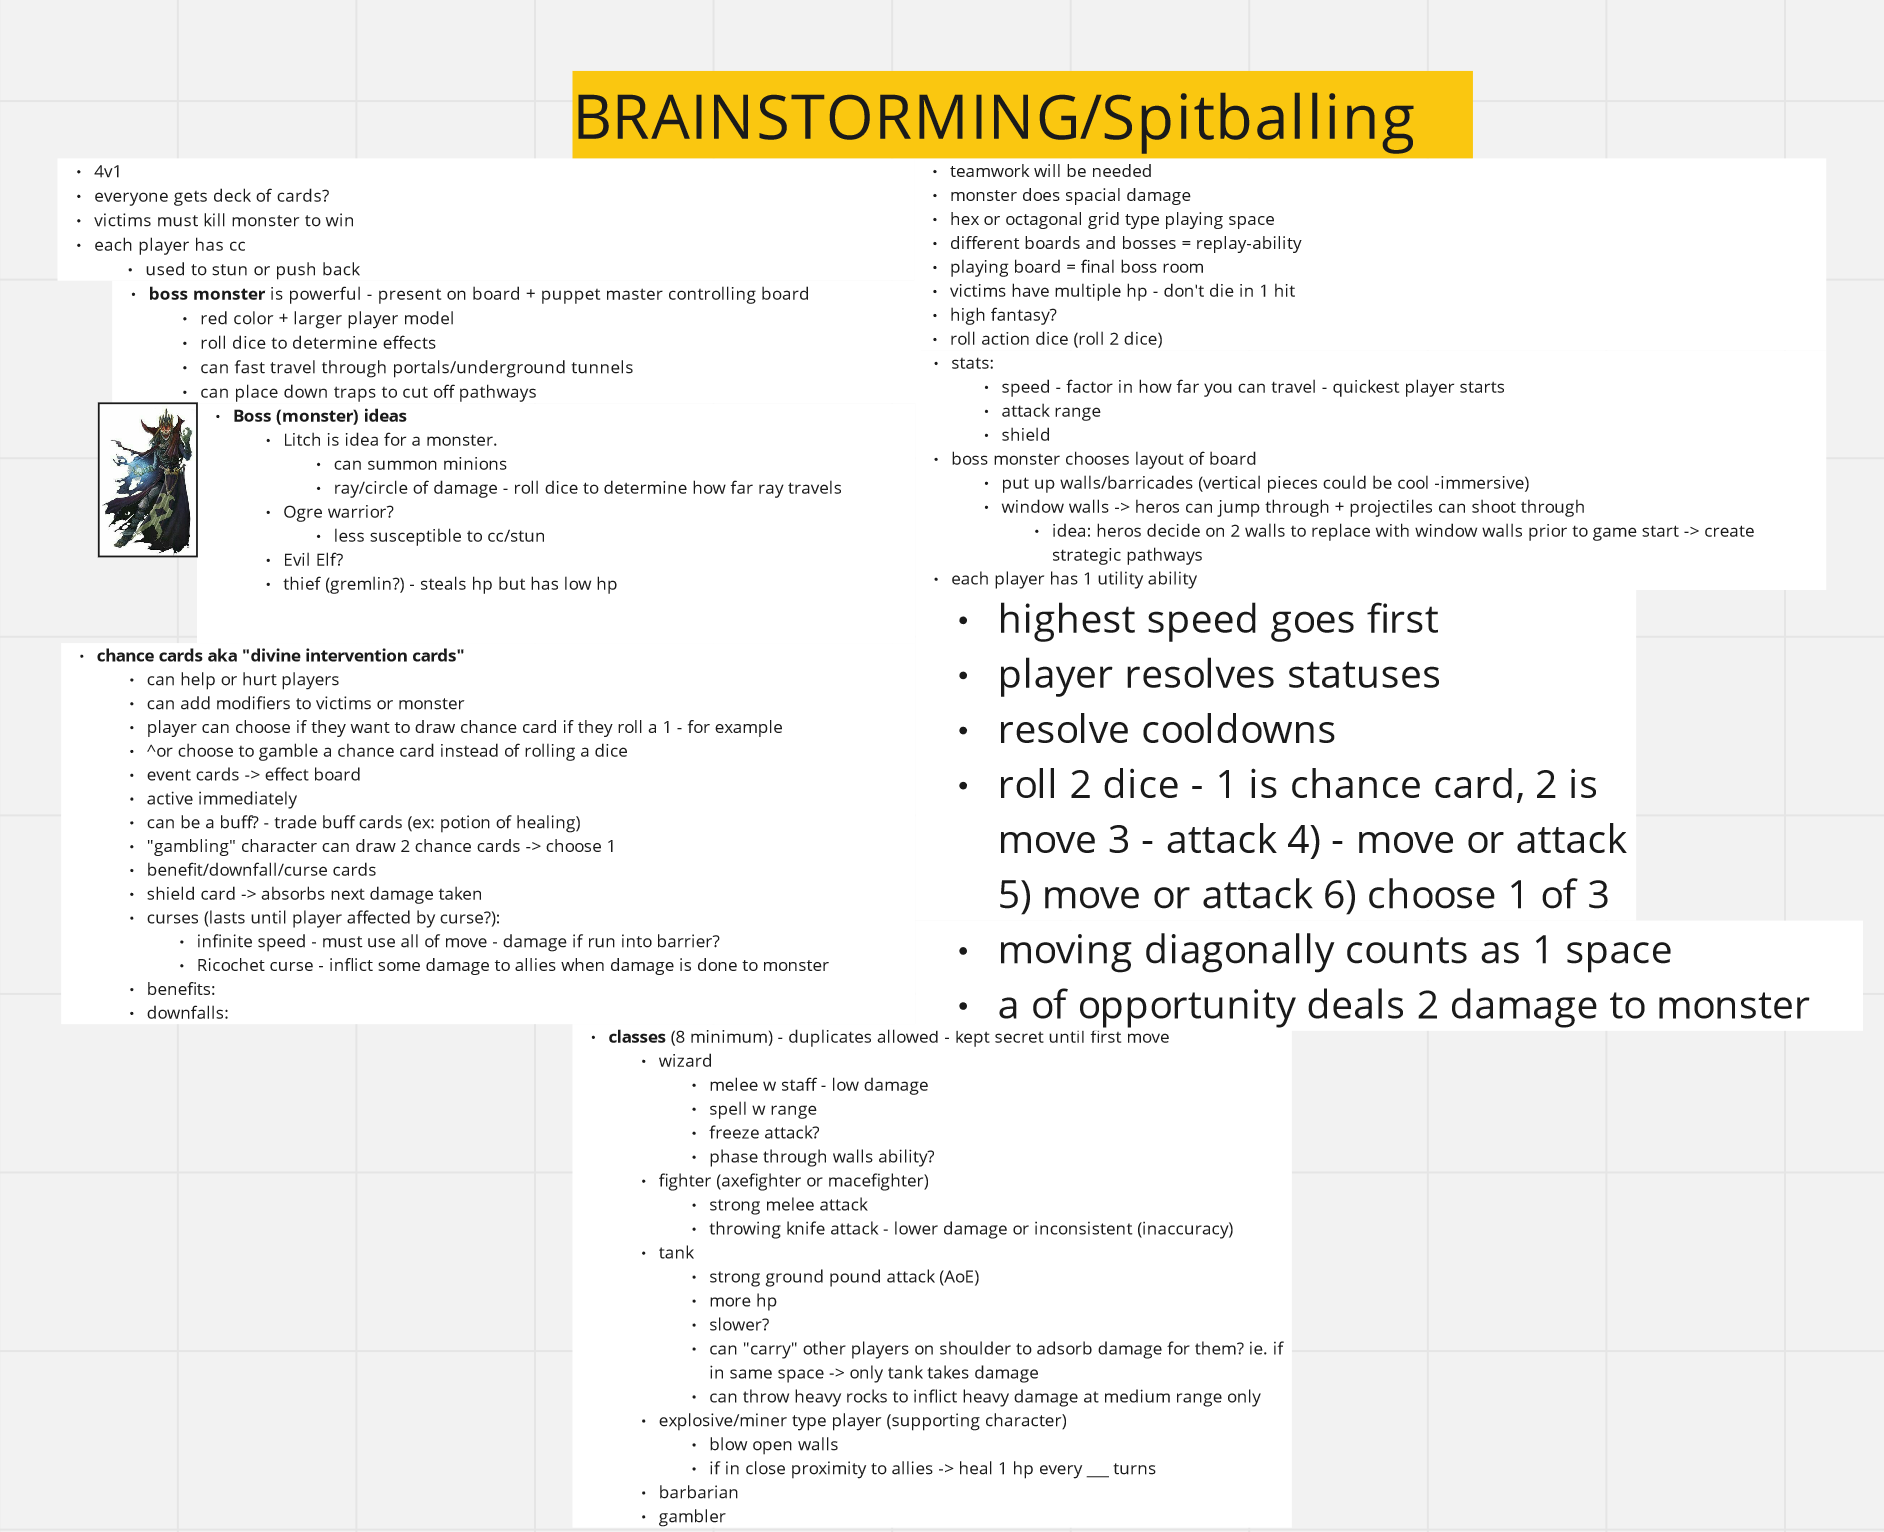 BRAINSTORMING/Spitballing
• 4v1
• everyone gets deck of cards?
• victims must kill monster to win
• each player has cc
• used to stun or push back
• boss monster is powerful - present on board + puppet master controlling board
• red color + larger player model
• roll dice to determine effects
• can fast travel through portals/underground tunnels
• can place down traps to cut off pathways
• Boss (monster) ideas
• Litch is idea for a monster.
• can summon minions
• ray/circle of damage - roll dice to determine how far ray travels
• Ogre warrior?
• less susceptible to cc/stun
• Evil Elf?
• thief (gremlin?) - steals hp but has low hp
• chance cards aka "divine intervention cards"
• can help or hurt players
• can add modifiers to victims or monster
• player can choose if they want to draw chance card if they roll a 1 - for example
• ^or choose to gamble a chance card instead of rolling a dice
• event cards -> effect board
• active immediately
• can be a buff? - trade buff cards (ex: potion of healing)
• "gambling" character can draw 2 chance cards -> choose 1
• benefit/downfall/curse cards
• shield card -> absorbs next damage taken
• curses (lasts until player affected by curse?):
• infinite speed - must use all of move - damage if run into barrier?
• Ricochet curse - inflict some damage to allies when damage is done to monster
• benefits:
• downfalls:
• teamwork will be needed
• monster does spacial damage
• hex or octagonal grid type playing space
• different boards and bosses = replay-ability
• playing board = final boss room
• victims have multiple hp - don't die in 1 hit
• high fantasy?
• roll action dice (roll 2 dice)
• stats:
• speed - factor in how far you can travel - quickest player starts
• attack range
• shield
• boss monster chooses layout of board
• put up walls/barricades (vertical pieces could be cool -immersive)
• window walls -> heros can jump through + projectiles can shoot through
• idea: heros decide on 2 walls to replace with window walls prior to game start -> create
strategic pathways
• each player has 1 utility ability
• highest speed goes first
• player resolves statuses
• resolve cooldowns
• roll 2 dice - 1 is chance card, 2 is
move 3 - attack 4) - move or attack
5) move or attack 6) choose 1 of 3
• moving diagonally counts as 1 space
• a of opportunity deals 2 damage to monster
• classes (8 minimum) - duplicates allowed - kept secret until first move
• wizard
• melee w staff - low damage
• spell w range
• freeze attack?
• phase through walls ability?
• fighter (axefighter or macefighter)
• strong melee attack
• throwing knife attack - lower damage or inconsistent (inaccuracy)
• tank
• strong ground pound attack (AoE)
• more hp
• slower?
• can "carry" other players on shoulder to adsorb damage for them? ie. if
in same space -> only tank takes damage
• can throw heavy rocks to inflict heavy damage at medium range only
• explosive/miner type player (supporting character)
• blow open walls
• if in close proximity to allies -> heal 1 hp every ___ turns
• barbarian
• gambler